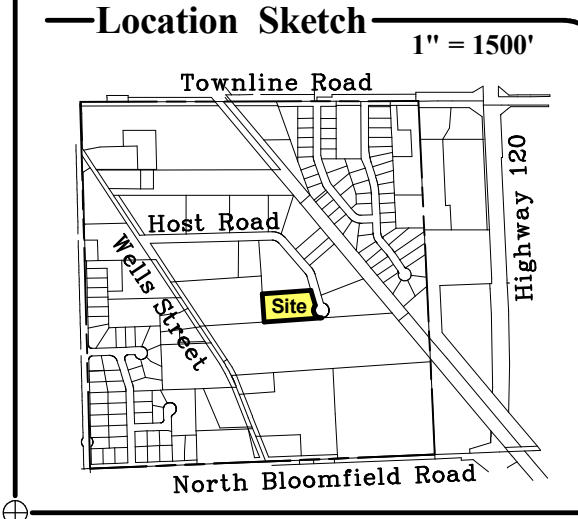 Location Sketch
1" = 1500'
Townline Road
Highway 120
Host Road
Wells Street
Site
North Bloomfield Road